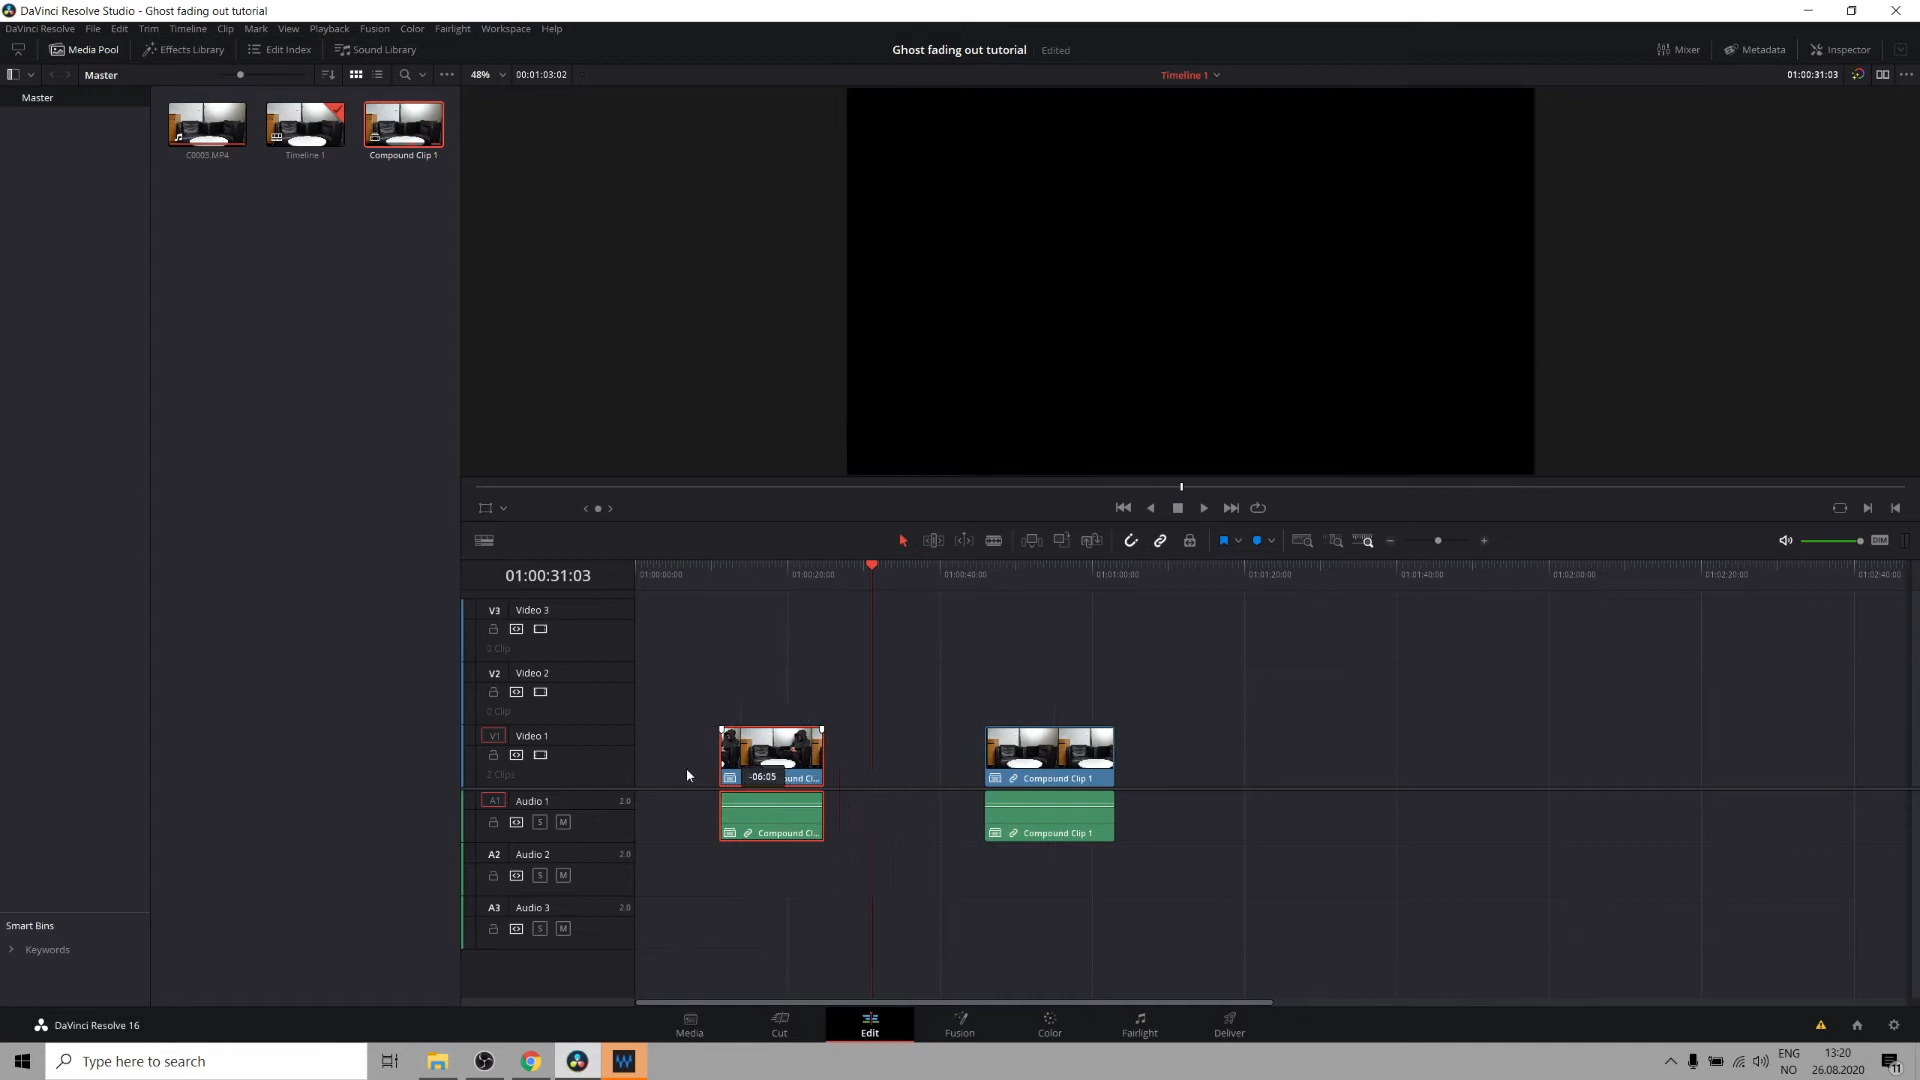 DaVinci Resolve Studio - Ghost fading out tutorial
DaVinci Resolve File Edit Trim Timeline Clip Mark View Playback Fusion Color Fairlight Workspace Help
Media Pool Effects Library Edit Index Sound Library Ghost fading out tutorial Edited Mixer Metadata Inspector
Master 48% 00:01:03:02 Timeline 1 01:00:31:03
Master
C0003.MP4 Timeline 1 Compound Clip 1
DIM
01:00:31:03 01:00:00:00 01:00:20:00 01:00:40:00 01:01:00:00 01:01:20:00 01:01:40:00 01:02:00:00 01:02:20:00 01:02:40:00
V3 Video 3
0 Clip
V2 Video 2
0 Clip
V1 Video 1
2 Clips
-06:05 und Cl... Compound Clip 1
A1 Audio 1 2.0
S M
Compound Cl... Compound Clip 1
A2 Audio 2 2.0
S M
A3 Audio 3 2.0
S M
Smart Bins
Keywords
DaVinci Resolve 16 Media Cut Edit Fusion Color Fairlight Deliver
Type here to search
ENG
NO
13:20
26.08.2020
11